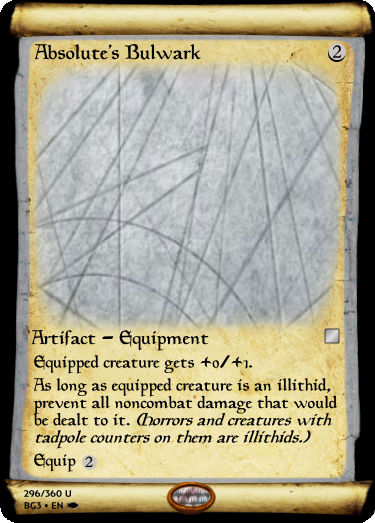 Absolute's Bulwark 2
Artifact – Equipment
Equipped creature gets +0/+1.
As long as equipped creature is an illithid,
prevent all noncombat damage that would
be dealt to it. (Horrors and creatures with
tadpole counters on them are illithids.)
Equip 2
296/360 U
BG3 • EN